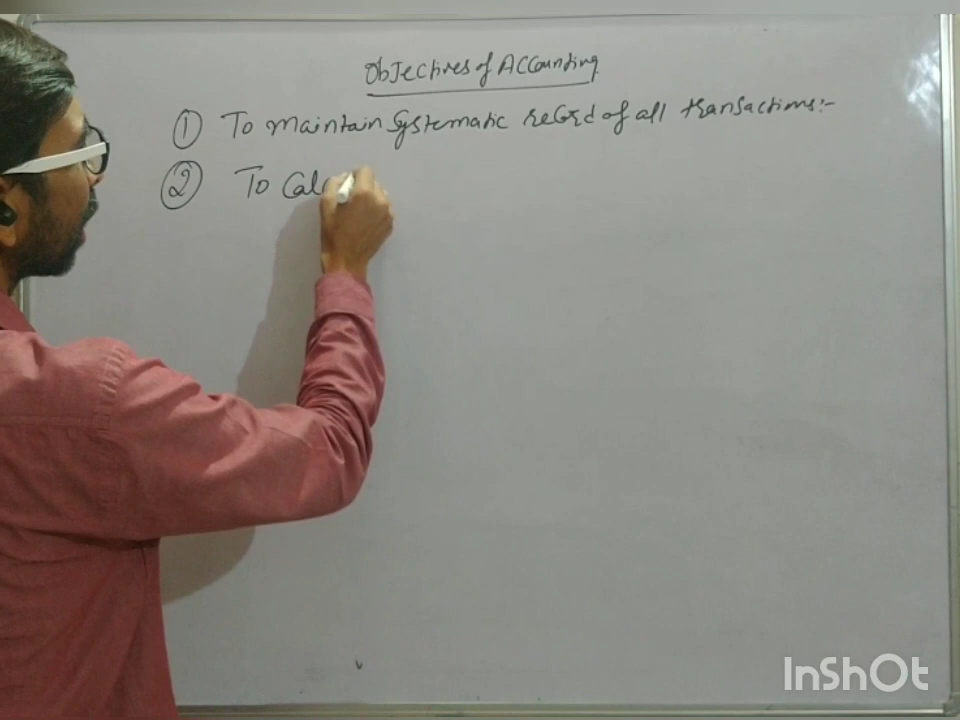 Objectives of Accounting
① To maintain systematic record of all transactions:-
② To Cal
InShOt